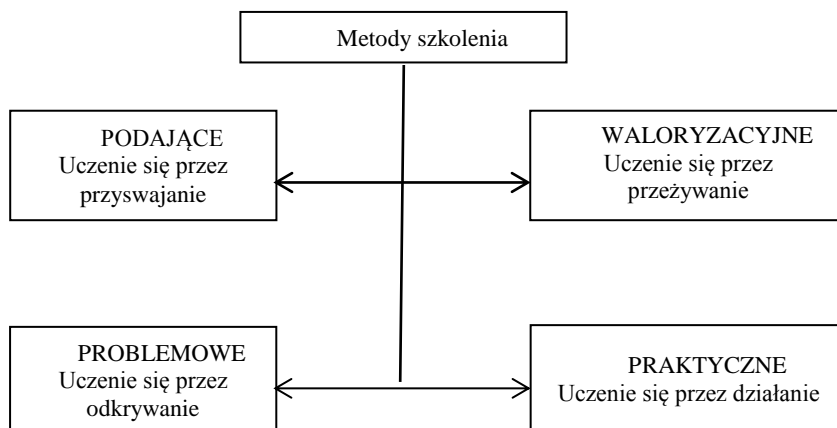 Metody szkolenia
PODAJĄCE
Uczenie się przez
przyswajanie
WALORYZACYJNE
Uczenie się przez
przeżywanie
PROBLEMOWE
Uczenie się przez
odkrywanie
PRAKTYCZNE
Uczenie się przez działanie